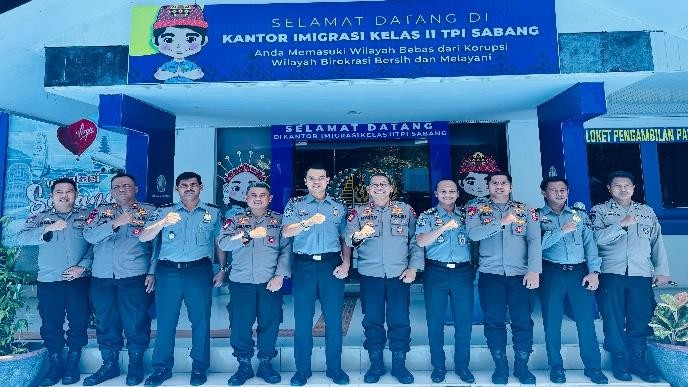 SELAMAT DATANG DI
KANTOR IMIGRASI KELAS II TPI SABANG
Anda Memasuki Wilayah Bebas dari Korupsi
Wilayah Birokrasi Bersih dan Melayani
SELAMAT DATANG
DI KANTOR IMIGRASI KELAS II TPI SABANG
LOKET PENGAMBILAN PA